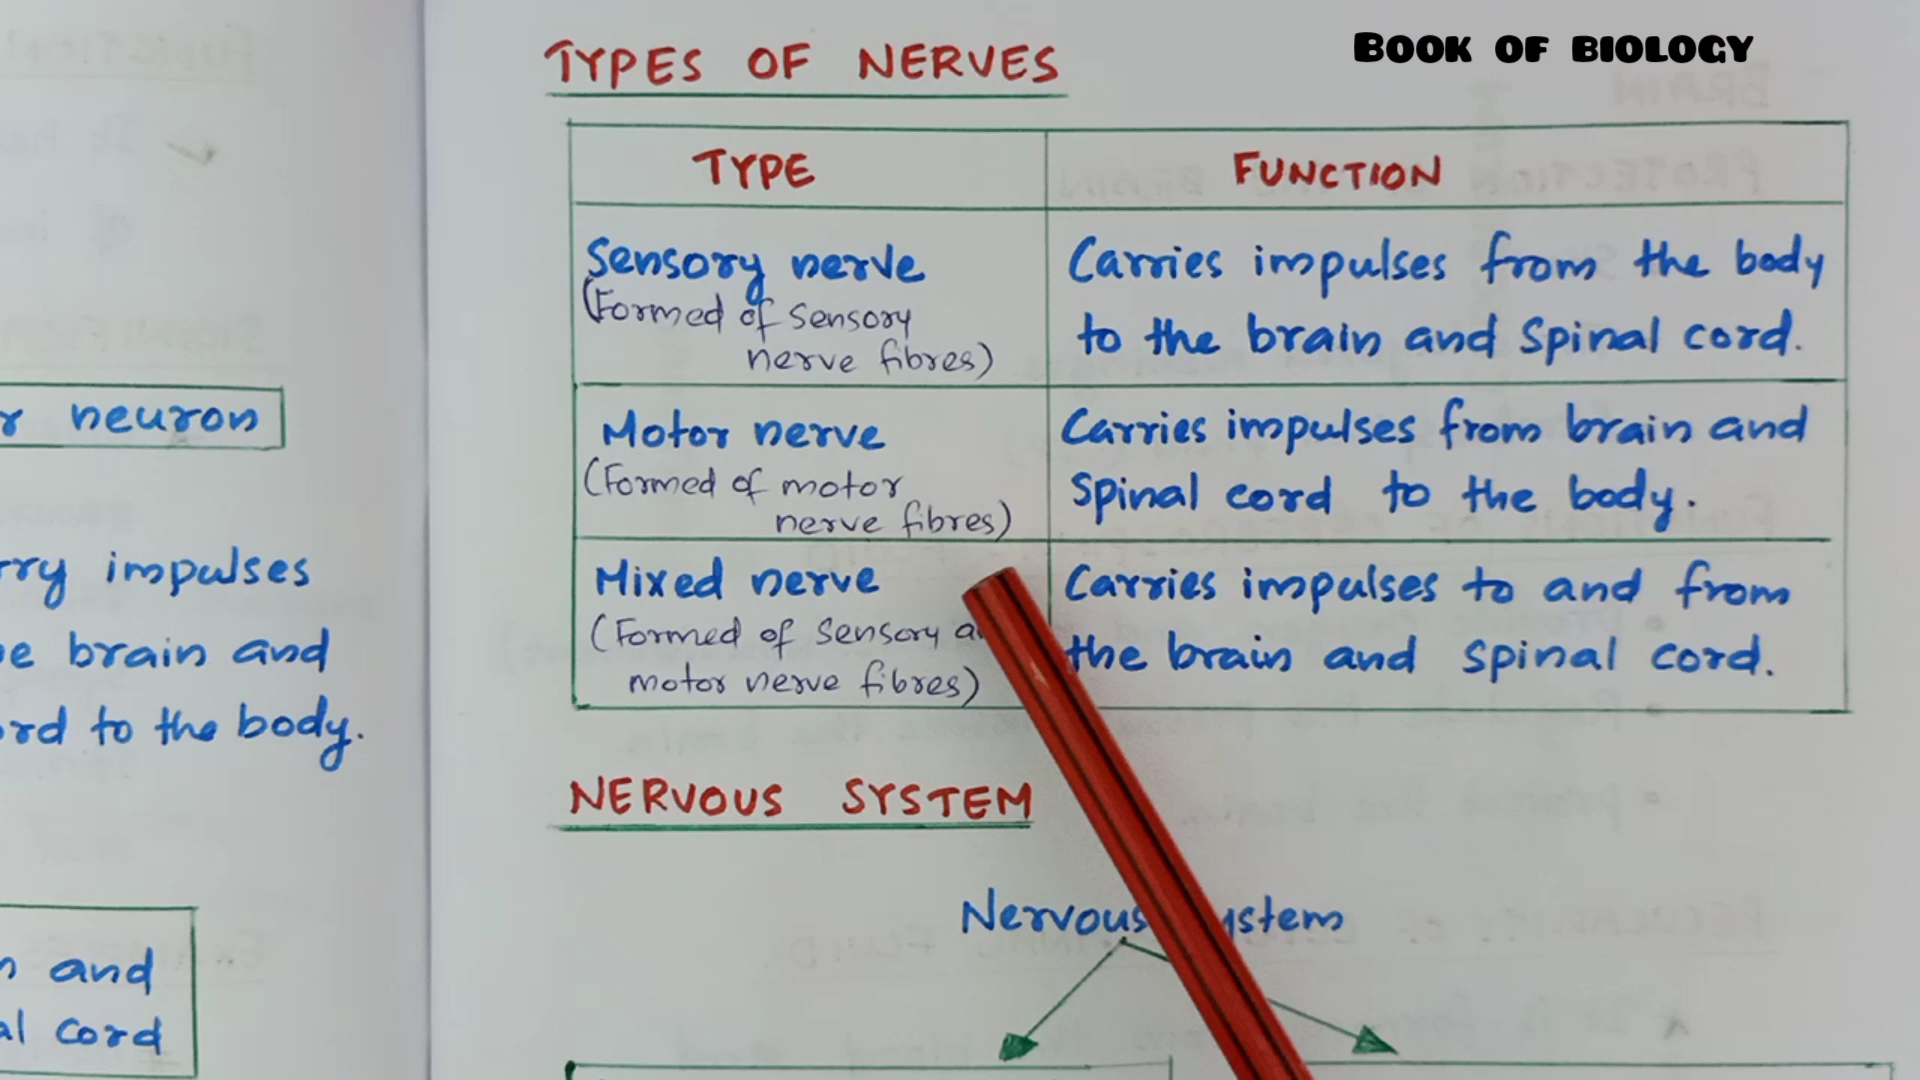 BOOK OF BIOLOGY
TYPES OF NERVES
TYPE
FUNCTION
Sensory nerve
(Formed of sensory
nerve fibres)
Carries impulses from the body
to the brain and spinal cord.
Motor nerve
(Formed of motor
nerve fibres)
Carries impulses from brain and
spinal cord to the body.
Mixed nerve
(Formed of sensory
motor nerve fibres)
Carries impulses to and from
the brain and spinal cord.
NERVOUS SYSTEM
Nervous
neuron
impulses
brain and
to the body.
and
cord